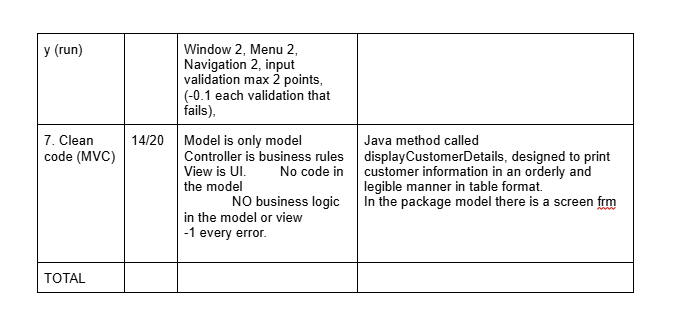 y (run)
Window 2, Menu 2,
Navigation 2, input
validation max 2 points,
(-0.1 each validation that
fails),
7. Clean
code (MVC)
14/20
Model is only model
Controller is business rules
View is UI. No code in
the model
NO business logic
in the model or view
-1 every error.
Java method called
displayCustomerDetails, designed to print
customer information in an orderly and
legible manner in table format.
In the package model there is a screen frm
TOTAL